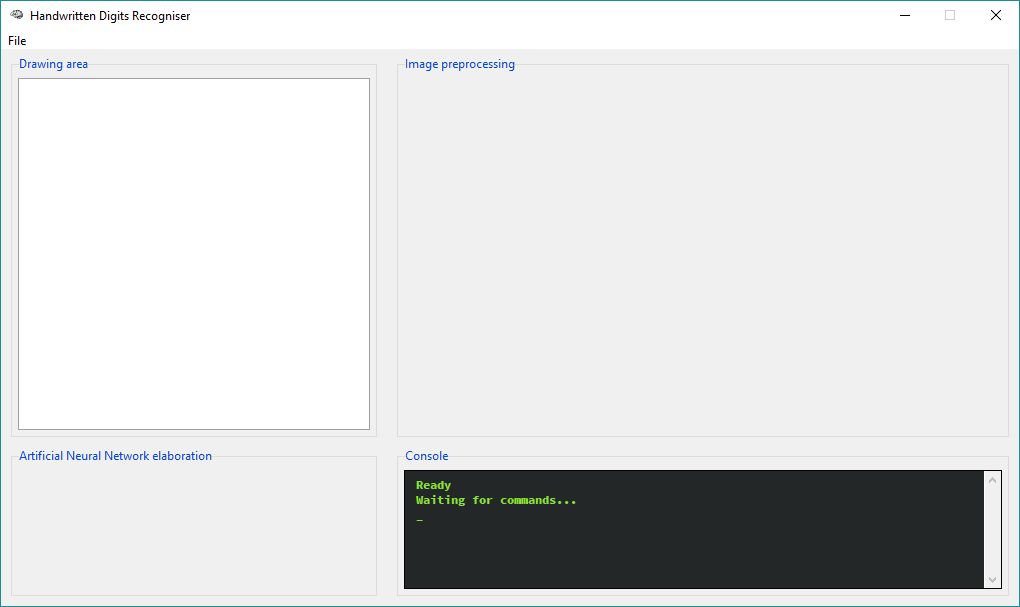 Handwritten Digits Recogniser
File
Drawing area
Image preprocessing
Artificial Neural Network elaboration
Console
Ready
Waiting for commands...
_